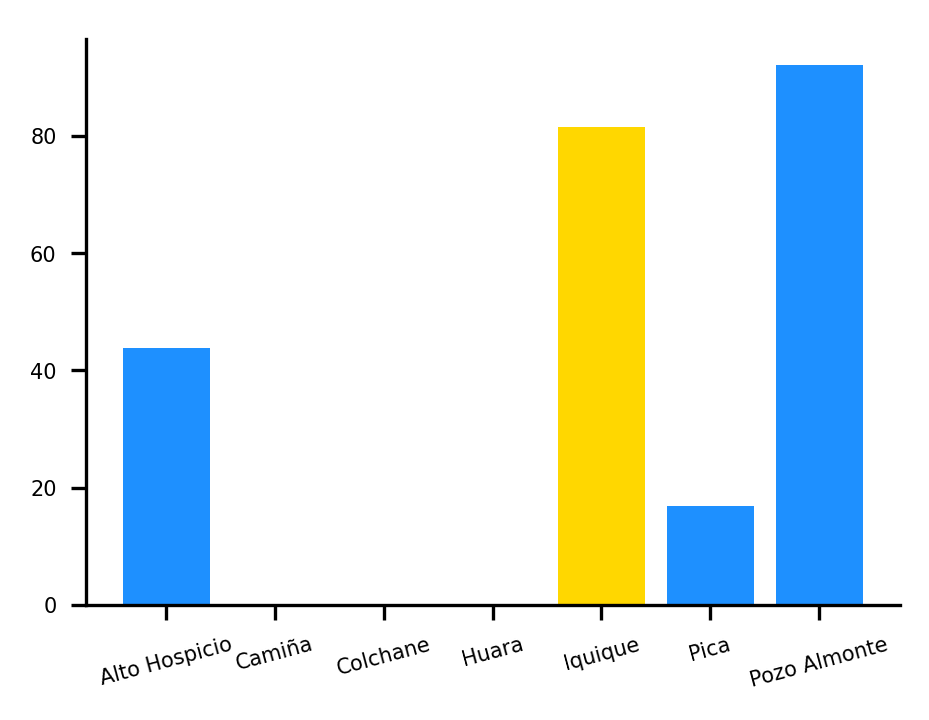 80
60
40
20
0
Alto Hospicio
Camiña
Colchane
Huara
Iquique
Pica
Pozo Almonte